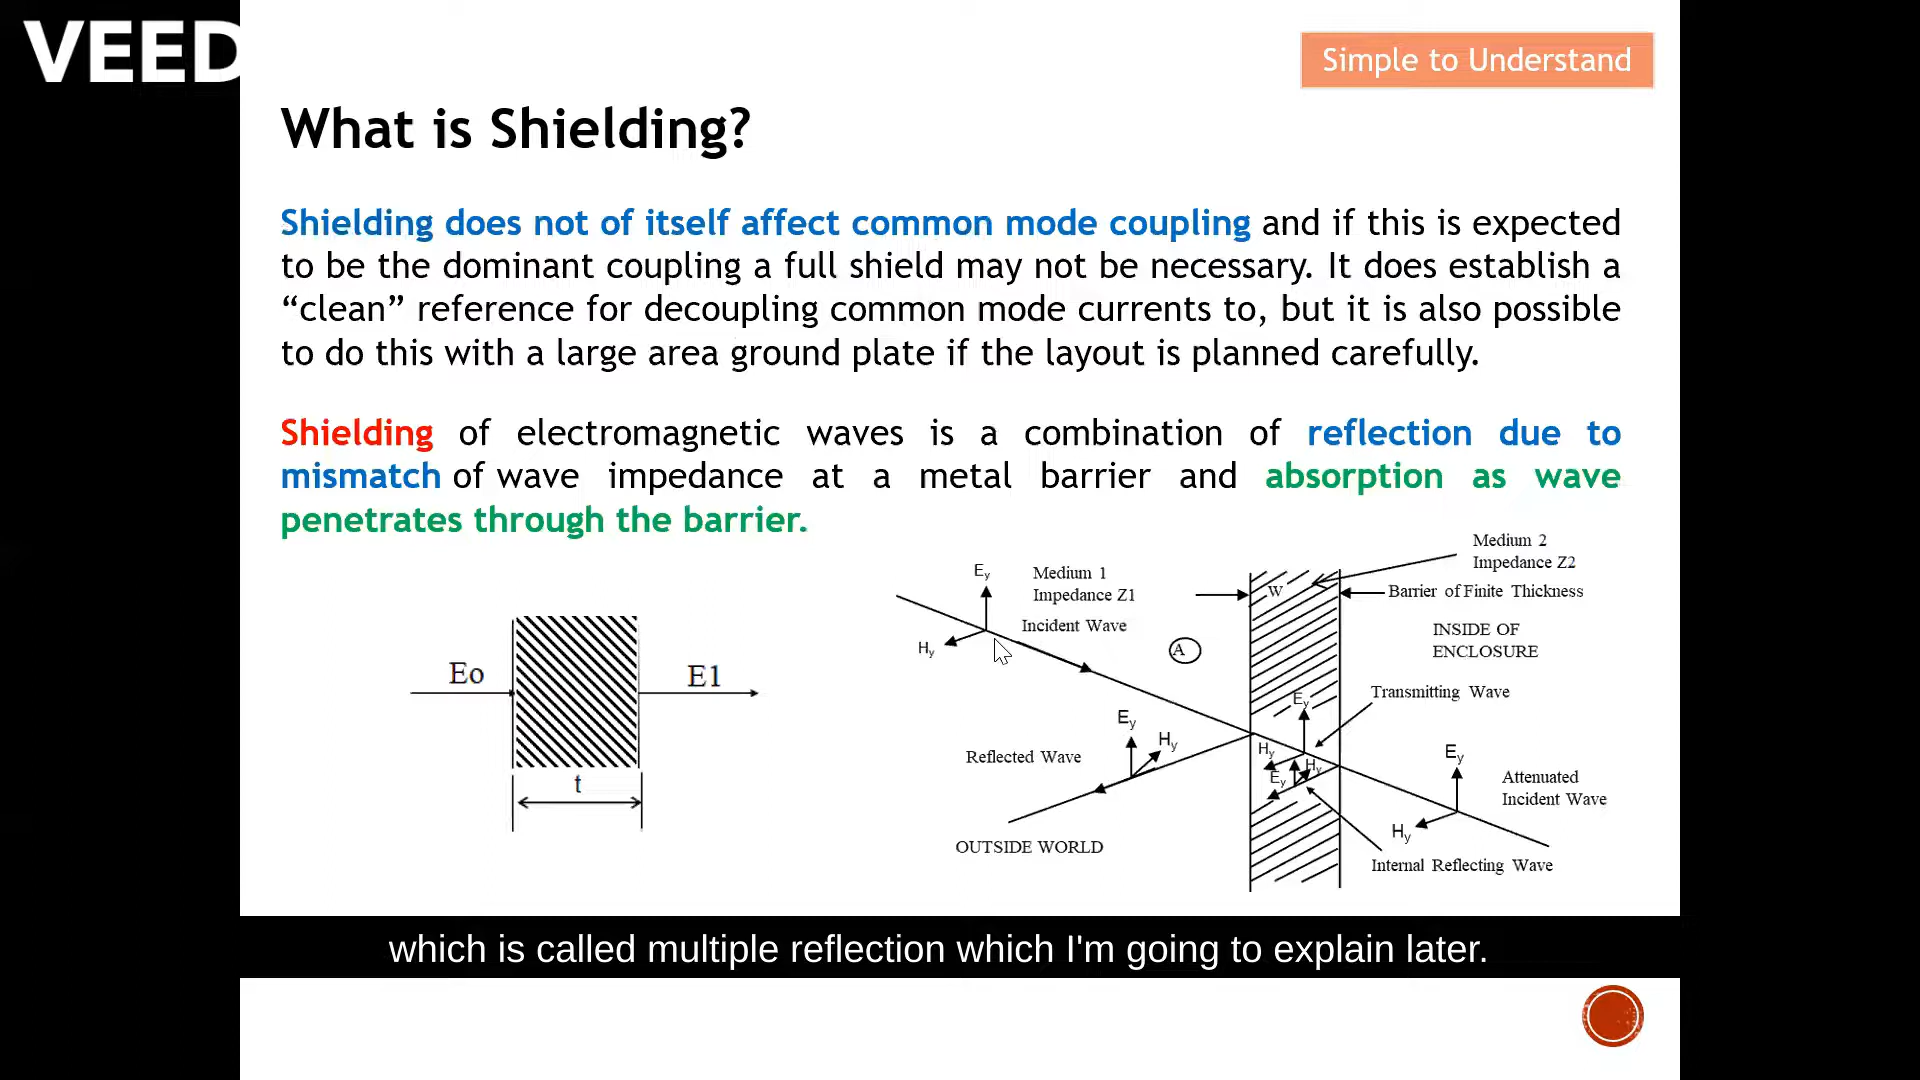 VEED
Simple to Understand
What is Shielding?
Shielding does not of itself affect common mode coupling and if this is expected
to be the dominant coupling a full shield may not be necessary. It does establish a
“clean” reference for decoupling common mode currents to, but it is also possible
to do this with a large area ground plate if the layout is planned carefully.
Shielding of electromagnetic waves is a combination of reflection due to
mismatch of wave impedance at a metal barrier and absorption as wave
penetrates through the barrier.
Eo
E1
t
Ey
Hy
Medium 1
Impedance Z1
Incident Wave
A
W
Medium 2
Impedance Z2
Barrier of Finite Thickness
INSIDE OF
ENCLOSURE
Transmitting Wave
Ey
Hy
Ey
Hy
Ey
Hy
Reflected Wave
OUTSIDE WORLD
Ey
Hy
Attenuated
Incident Wave
Internal Reflecting Wave
which is called multiple reflection which I'm going to explain later.